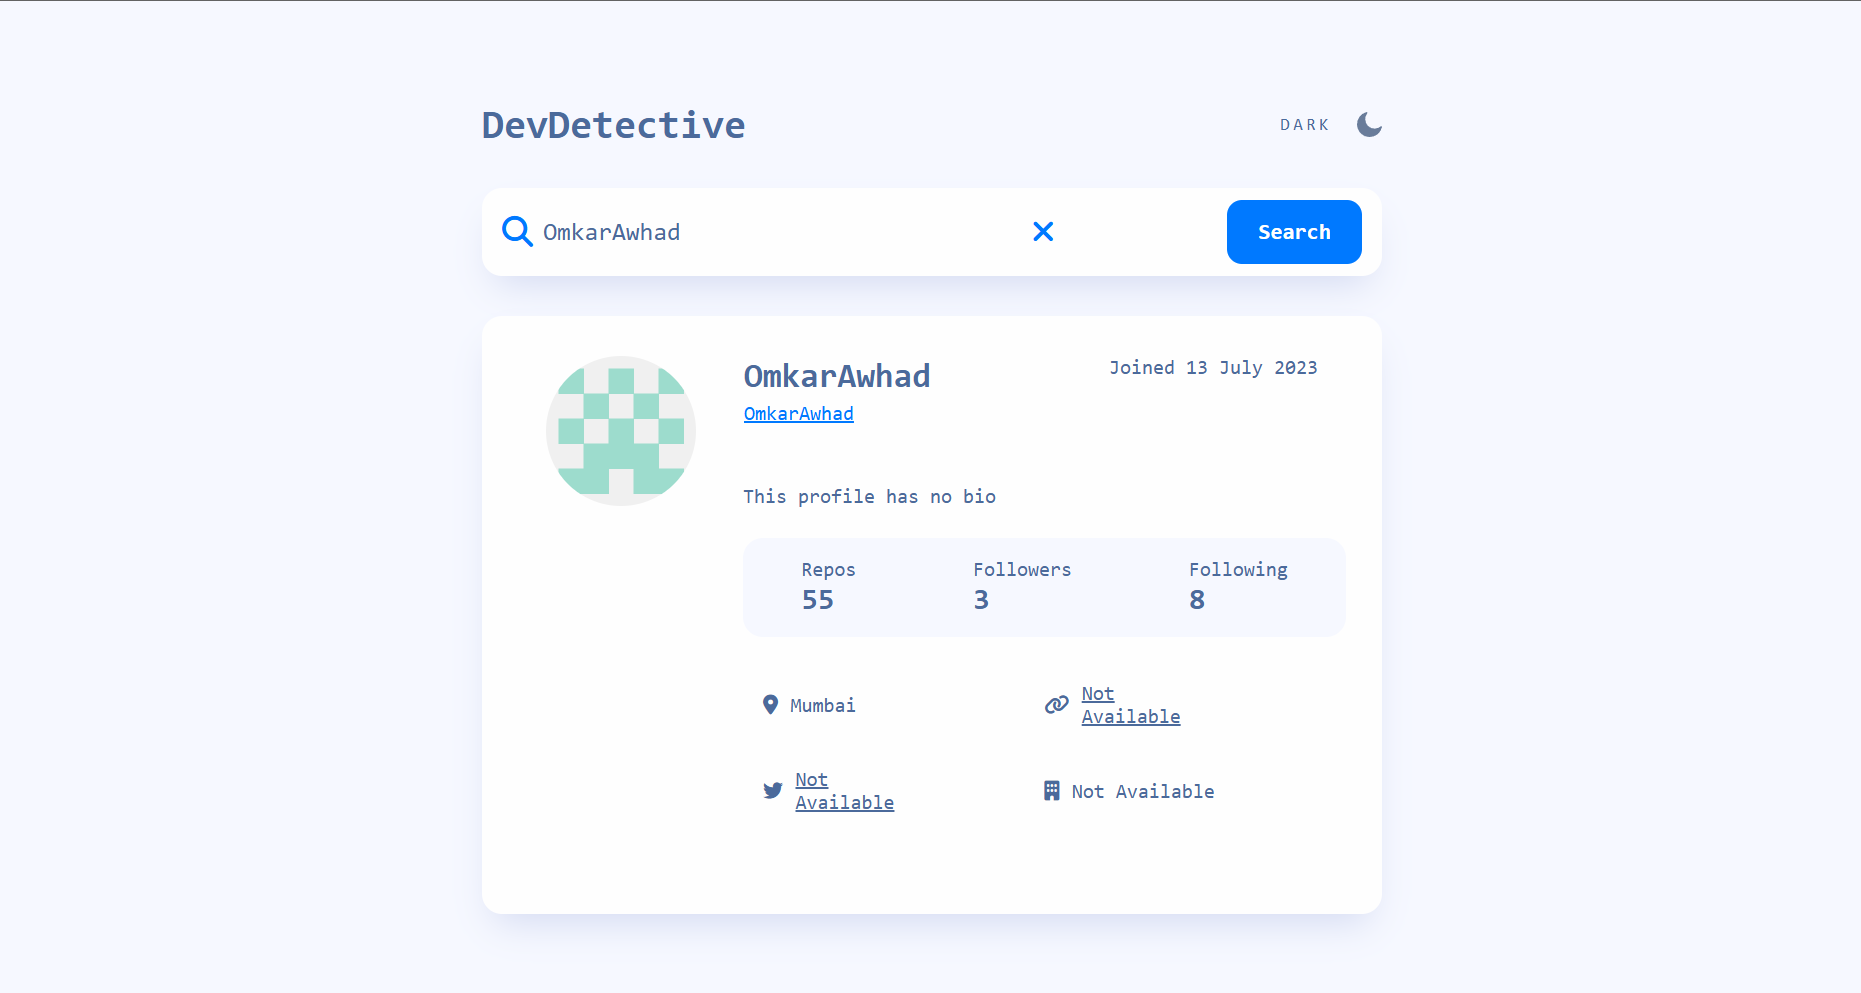 DevDetective
DARK
OmkarAwhad
Search
OmkarAwhad
Joined 13 July 2023
OmkarAwhad
This profile has no bio
Repos
Followers
Following
55
3
8
Mumbai
Not
Available
Not
Available
Not Available